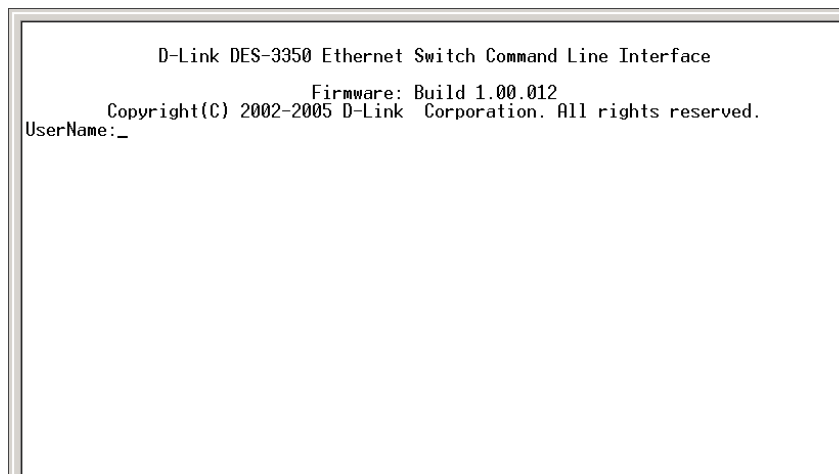 D-Link DES-3350 Ethernet Switch Command Line Interface
Firmware: Build 1.00.012
Copyright(C) 2002-2005 D-Link  Corporation. All rights reserved.
UserName:_